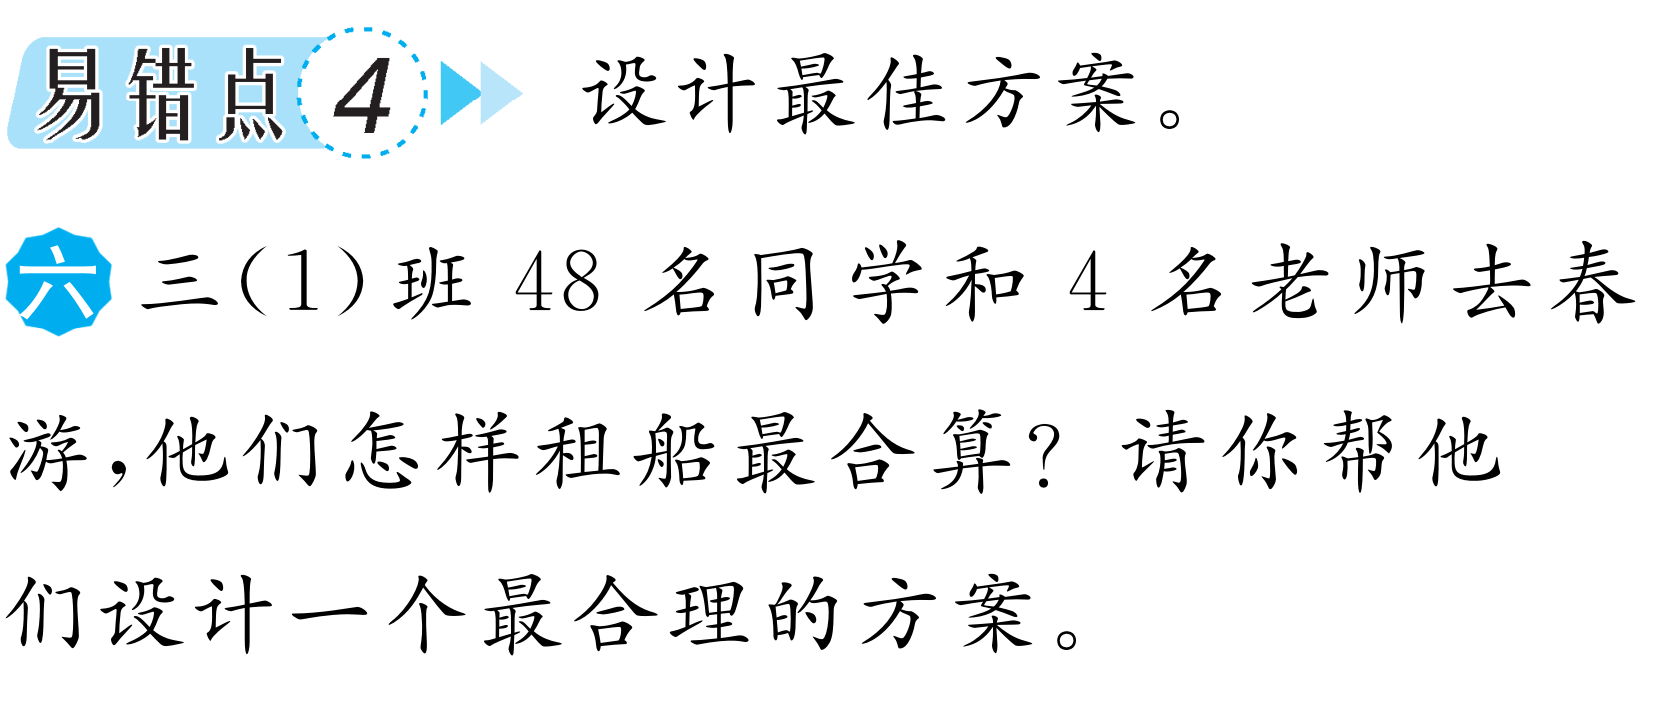 易错点4 设计最佳方案。
六 三(1)班 48 名同学和 4 名老师去春
游,他们怎样租船最合算? 请你帮他
们设计一个最合理的方案。